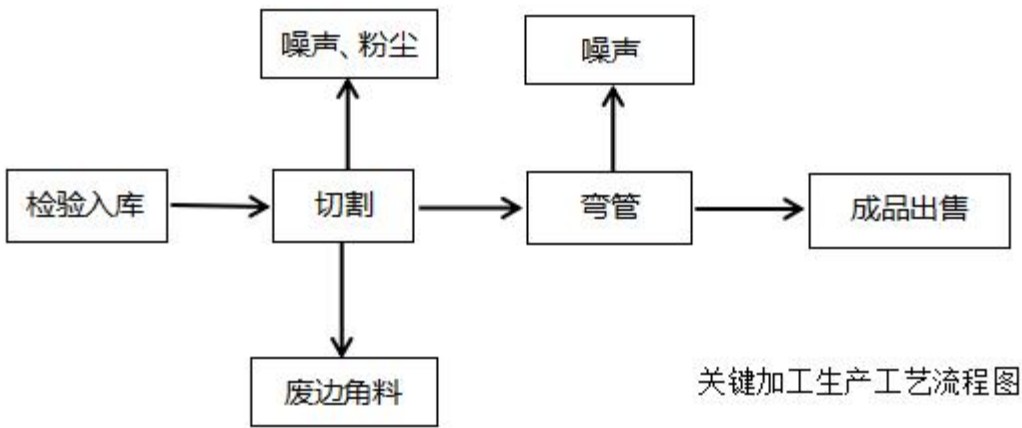 噪声、粉尘
噪声
检验入库
切割
弯管
成品出售
废边角料
关键加工生产工艺流程图